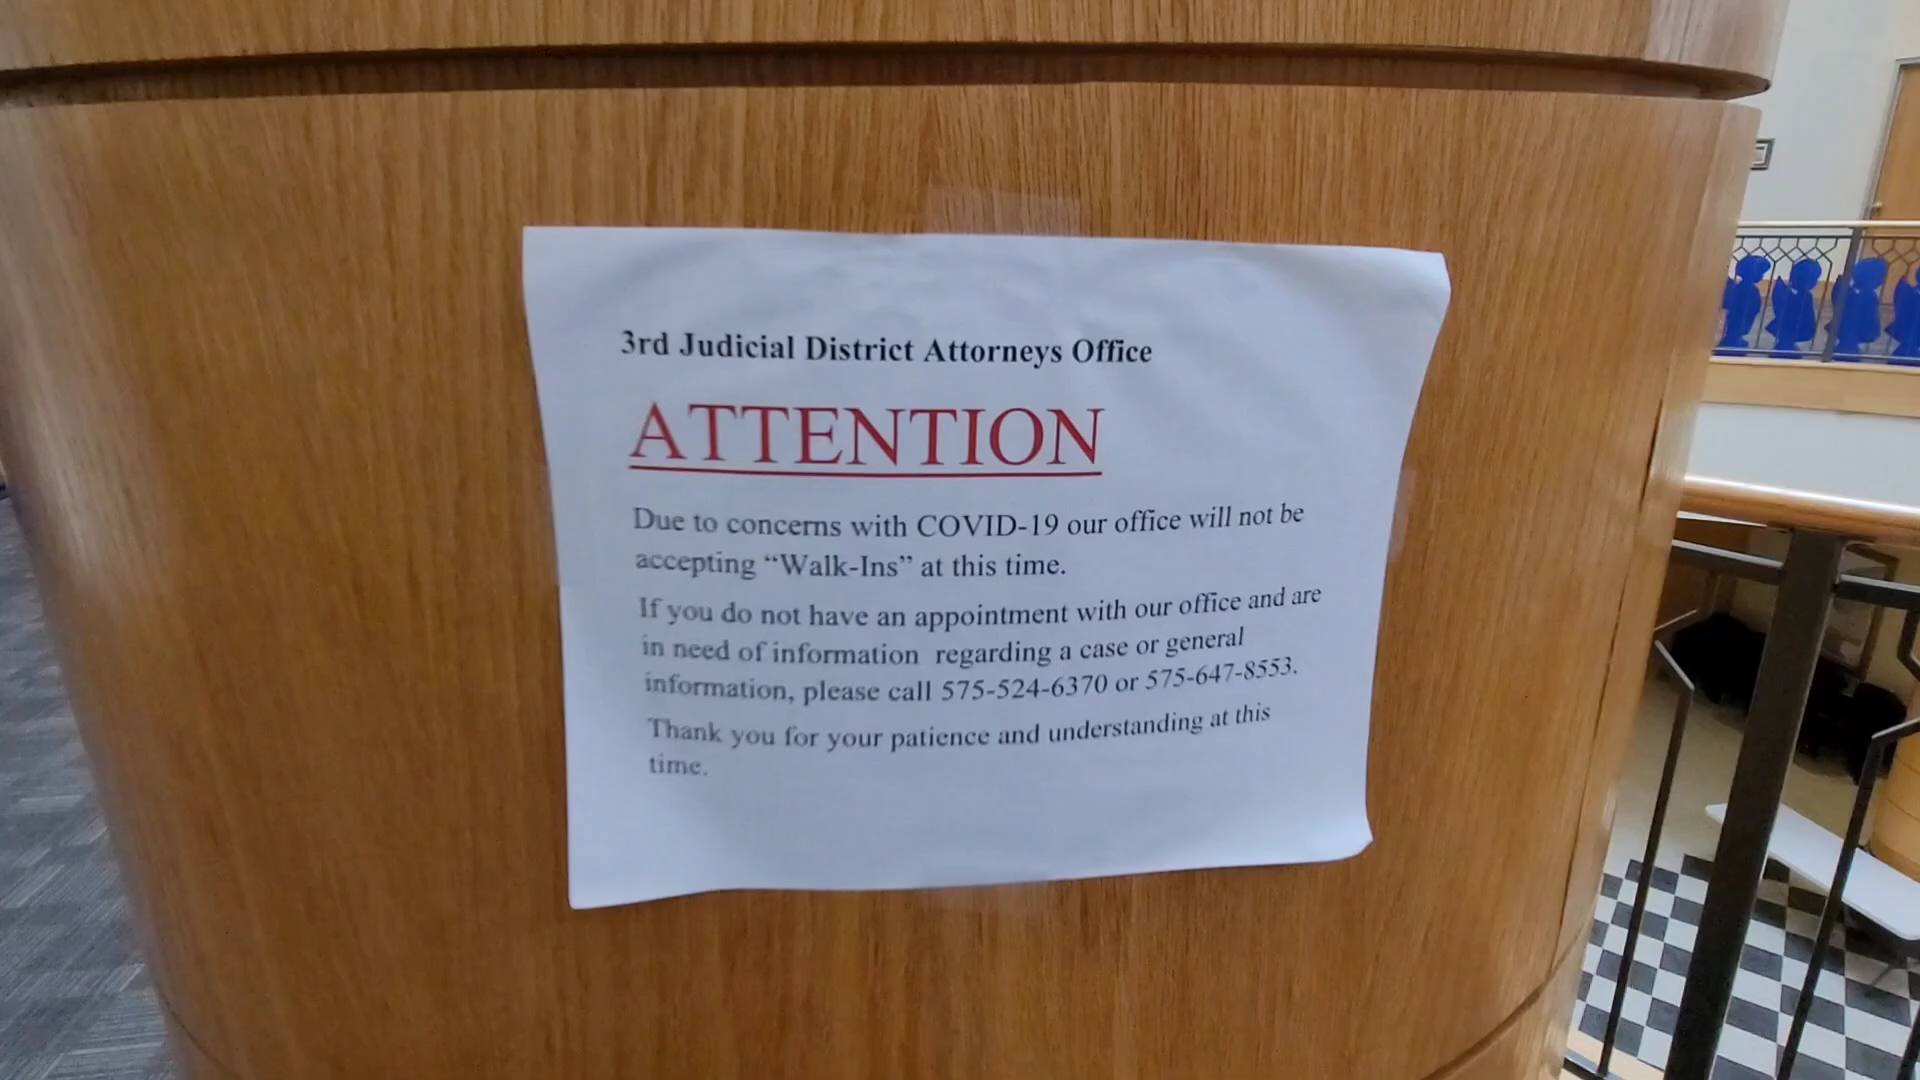 3rd Judicial District Attorneys Office
ATTENTION
Due to concerns with COVID-19 our office will not be
accepting “Walk-Ins” at this time.
If you do not have an appointment with our office and are
in need of information regarding a case or general
information, please call 575-524-6370 or 575-647-8553.
Thank you for your patience and understanding at this
time.